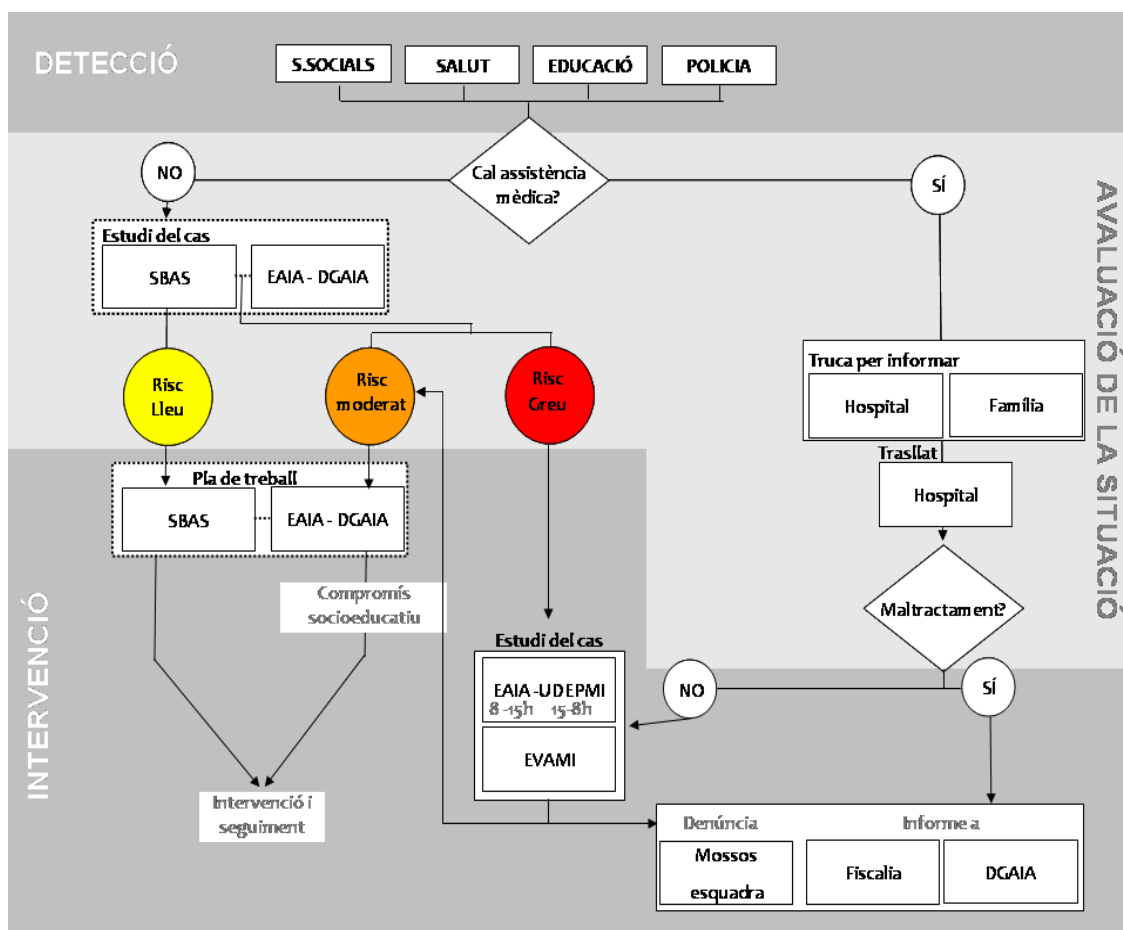 DETECCIÓ
S.SOCIALS
SALUT
EDUCACIÓ
POLICIA
Cal assistència
mèdica?
NO
SÍ
AVALUACIÓ DE LA SITUACIÓ
Estudi del cas
SBAS
EAIA - DGAIA
Risc
Lleu
Risc
moderat
Risc
Greu
Truca per informar
Hospital
Família
Trasllat
Hospital
Maltractament?
NO
SÍ
INTERVENCIÓ
Pla de treball
SBAS
EAIA - DGAIA
Compromís
socioeducatiu
Intervenció i
seguiment
Estudi del cas
EAIA -UDEPMI
8 -15h 15-8h
EVAMI
Denúncia
Informe a
Mossos
esquadra
Fiscalia
DGAIA